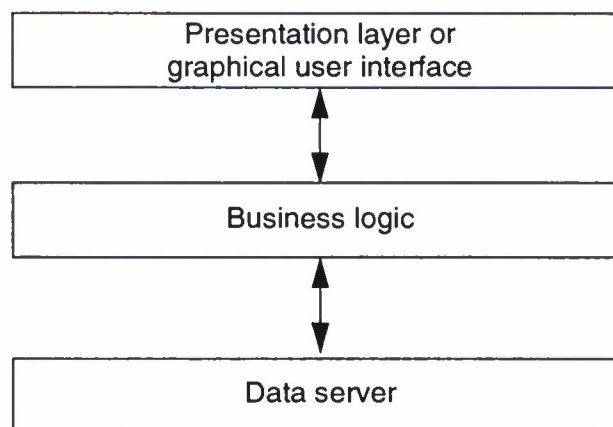 Presentation layer or
graphical user interface
Business logic
Data server